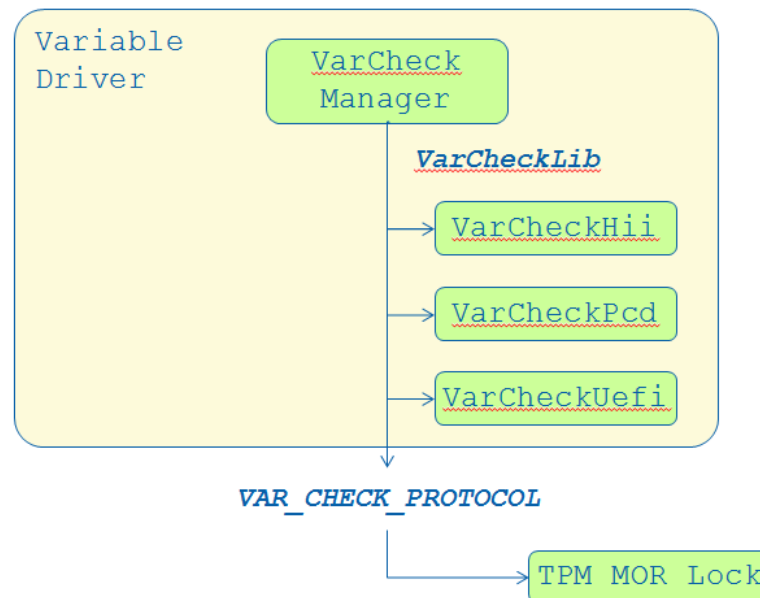 Variable
Driver
VarCheck
Manager
VarCheckLib
VarCheckHii
VarCheckPcd
VarCheckUefi
VAR_CHECK_PROTOCOL
TPM MOR Lock